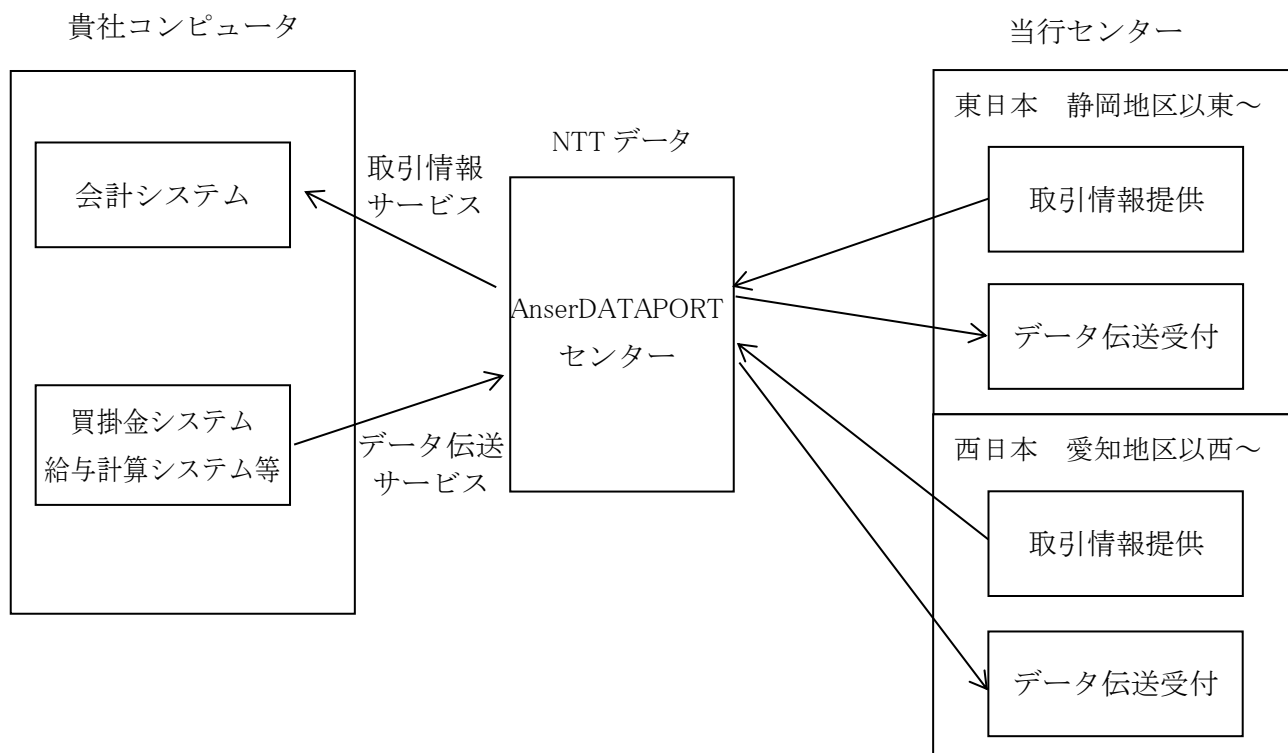 貴社コンピュータ
会計システム
買掛金システム
給与計算システム等
取引情報
サービス
データ伝送
サービス
NTT データ
AnserDATAPORT
センター
当行センター
東日本　静岡地区以東～
取引情報提供
データ伝送受付
西日本　愛知地区以西～
取引情報提供
データ伝送受付